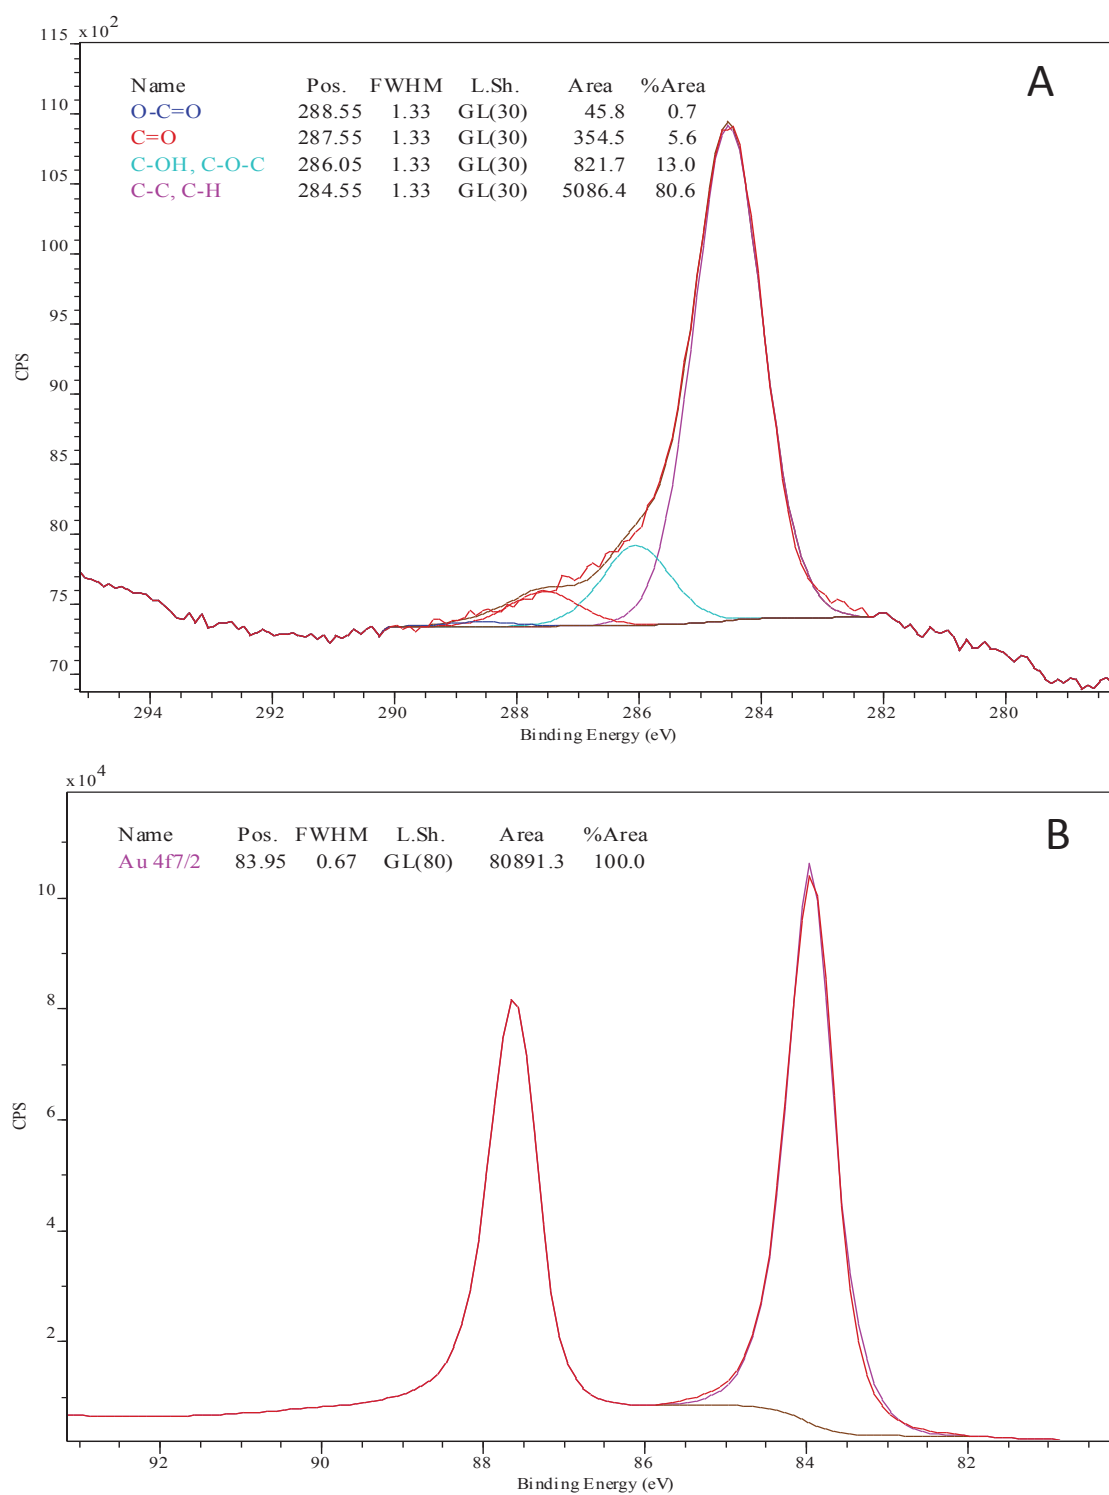 115 x10²
A
Name Pos. FWHM L.Sh. Area %Area
O-C=O 288.55 1.33 GL(30) 45.8 0.7
C=O 287.55 1.33 GL(30) 354.5 5.6
C-OH, C-O-C 286.05 1.33 GL(30) 821.7 13.0
C-C, C-H 284.55 1.33 GL(30) 5086.4 80.6
110
105
100
95
90
85
80
75
70
CPS
294 292 290 288 286 284 282 280
Binding Energy (eV)
x10⁴
B
Name Pos. FWHM L.Sh. Area %Area
Au 4f7/2 83.95 0.67 GL(80) 80891.3 100.0
10
8
6
4
2
CPS
92 90 88 86 84 82
Binding Energy (eV)